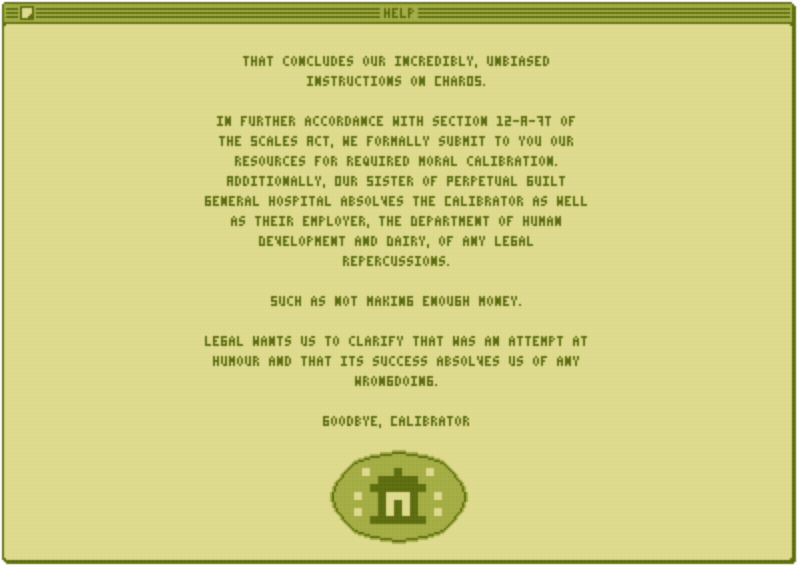 HELP
THAT CONCLUDES OUR INCREDIBLY, UNBIASED
INSTRUCTIONS ON CHAROS.
IN FURTHER ACCORDANCE WITH SECTION 12-A-7T OF
THE SCALES ACT, WE FORMALLY SUBMIT TO YOU OUR
RESOURCES FOR REQUIRED MORAL CALIBRATION.
ADDITIONALLY, OUR SISTER OF PERPETUAL GUILT
GENERAL HOSPITAL ABSOLVES THE CALIBRATOR AS WELL
AS THEIR EMPLOYER, THE DEPARTMENT OF HUMAN
DEVELOPMENT AND DAIRY, OF ANY LEGAL
REPERCUSSIONS.
SUCH AS NOT MAKING ENOUGH MONEY.
LEGAL WANTS US TO CLARIFY THAT WAS AN ATTEMPT AT
HUMOUR AND THAT ITS SUCCESS ABSOLVES US OF ANY
WRONGDOING.
GOODBYE, CALIBRATOR